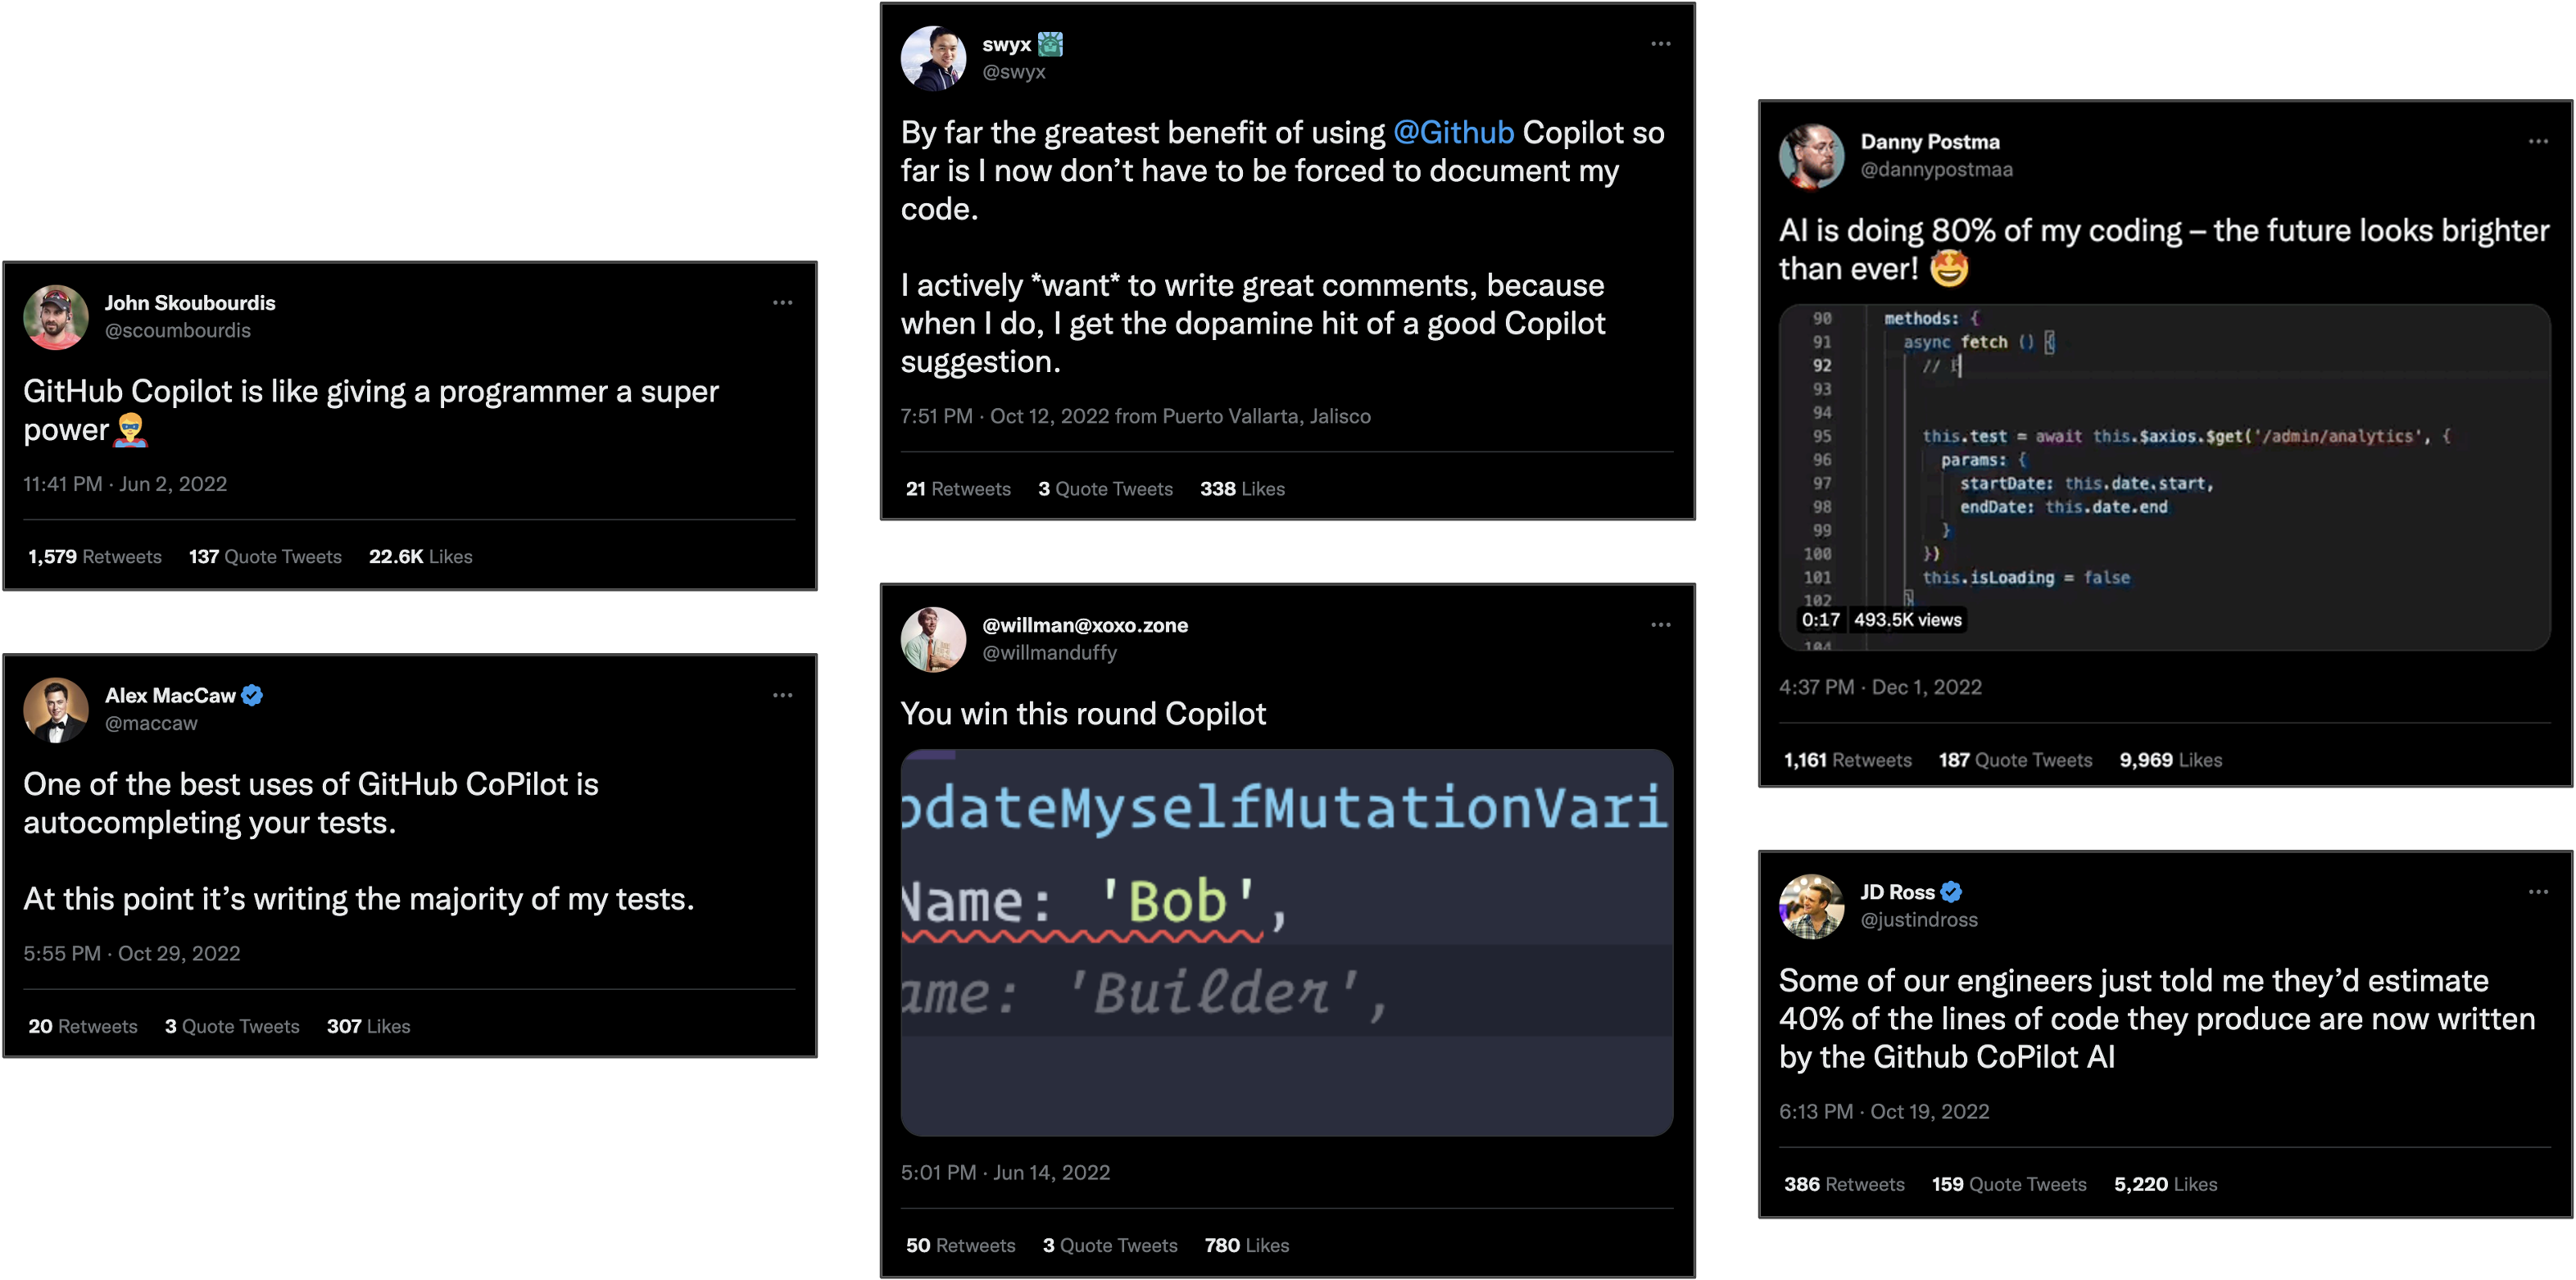 John Skoubourdis
@scoumbourdis
GitHub Copilot is like giving a programmer a super
power
11:41 PM · Jun 2, 2022
1,579 Retweets 137 Quote Tweets 22.6K Likes
Alex MacCaw
@maccaw
One of the best uses of GitHub CoPilot is
autocompleting your tests.
At this point it’s writing the majority of my tests.
5:55 PM · Oct 29, 2022
20 Retweets 3 Quote Tweets 307 Likes
swyx
@swyx
By far the greatest benefit of using @Github Copilot so
far is I now don’t have to be forced to document my
code.
I actively *want* to write great comments, because
when I do, I get the dopamine hit of a good Copilot
suggestion.
7:51 PM · Oct 12, 2022 from Puerto Vallarta, Jalisco
21 Retweets 3 Quote Tweets 338 Likes
@willman@xoxo.zone
@willmanduffy
You win this round Copilot
pdateMyselfMutationVari
Name: 'Bob',
ame: 'Builder',
5:01 PM · Jun 14, 2022
50 Retweets 3 Quote Tweets 780 Likes
Danny Postma
@dannypostmaa
AI is doing 80% of my coding – the future looks brighter
than ever!
90 methods: {
91 async fetch () {
92 //
93
94
95 this.test = await this.$axios.$get('/admin/analytics', {
96 params: {
97 startDate: this.date.start,
98 endDate: this.date.end
99 }
100 })
101 this.isLoading = false
102 }
0:17 493.5K views
104
4:37 PM · Dec 1, 2022
1,161 Retweets 187 Quote Tweets 9,969 Likes
JD Ross
@justindross
Some of our engineers just told me they’d estimate
40% of the lines of code they produce are now written
by the Github CoPilot AI
6:13 PM · Oct 19, 2022
386 Retweets 159 Quote Tweets 5,220 Likes